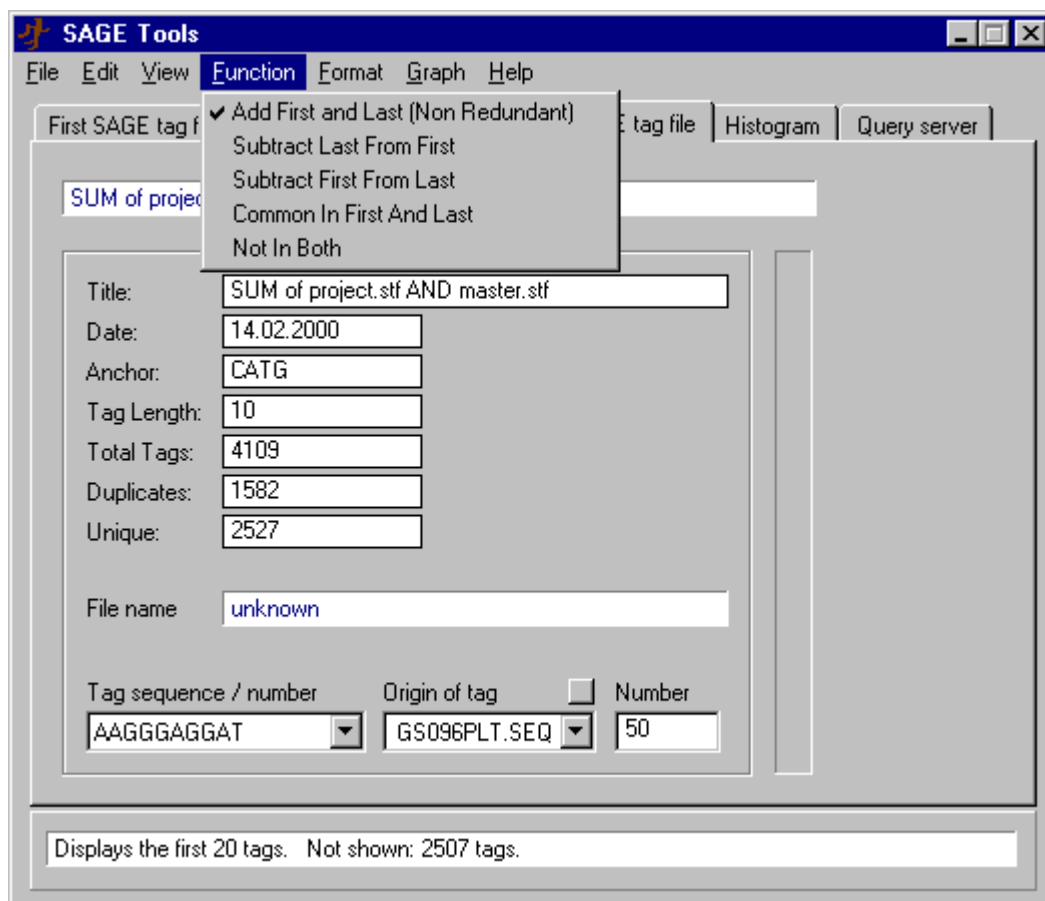 SAGE Tools
File Edit View Function Format Graph Help
First SAGE tag f
tag file Histogram Query server
Add First and Last (Non Redundant)
Subtract Last From First
Subtract First From Last
Common In First And Last
Not In Both
SUM of projec
Title: SUM of project.stf AND master.stf
Date: 14.02.2000
Anchor: CATG
Tag Length: 10
Total Tags: 4109
Duplicates: 1582
Unique: 2527
File name unknown
Tag sequence / number Origin of tag Number
AAGGGAGGAT GS096PLT.SEQ 50
Displays the first 20 tags. Not shown: 2507 tags.